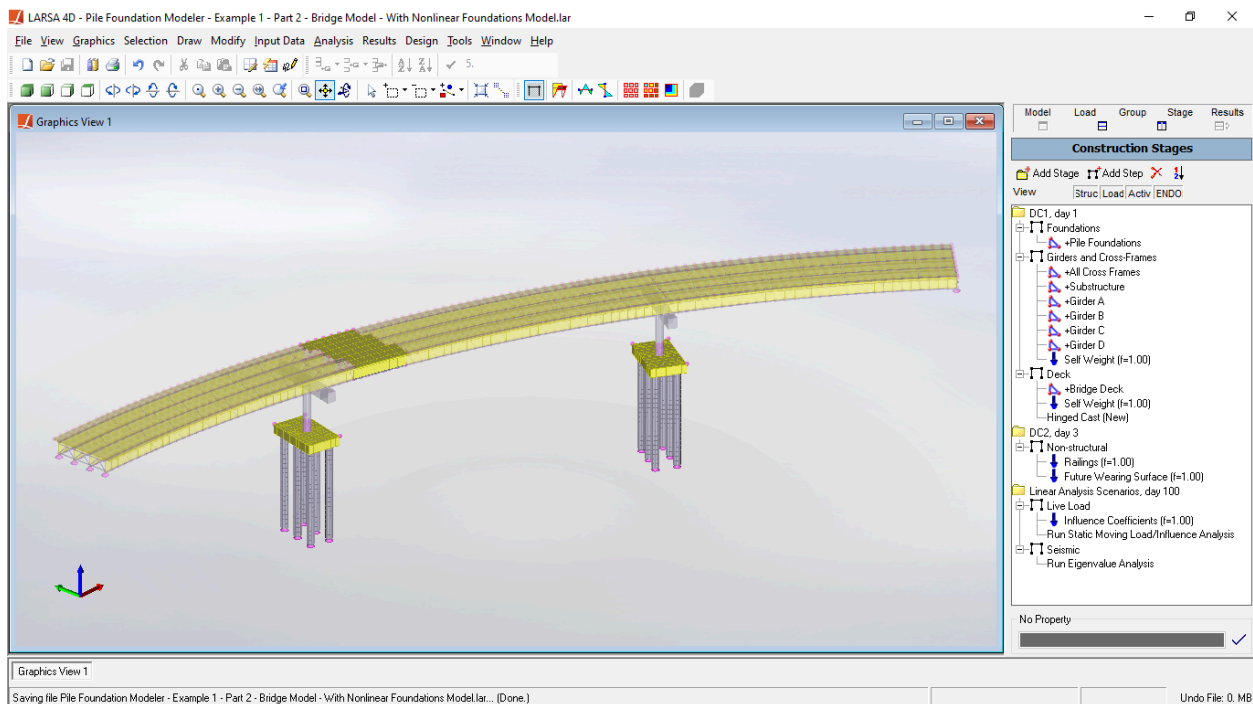 LARSA 4D - Pile Foundation Modeler - Example 1 - Part 2 - Bridge Model - With Nonlinear Foundations Model.lar
File View Graphics Selection Draw Modify Input Data Analysis Results Design Tools Window Help
5.
Graphics View 1
Model Load Group Stage Results
Construction Stages
Add Stage Add Step
View Struc Load Activ ENDO
DC1, day 1
Foundations
+Pile Foundations
Girders and Cross-Frames
+All Cross Frames
+Substructure
+Girder A
+Girder B
+Girder C
+Girder D
Self Weight (f=1.00)
Deck
+Bridge Deck
Self Weight (f=1.00)
Hinged Cast (New)
DC2, day 3
Non-structural
Railings (f=1.00)
Future Wearing Surface (f=1.00)
Linear Analysis Scenarios, day 100
Live Load
Influence Coefficients (f=1.00)
Run Static Moving Load/Influence Analysis
Seismic
Run Eigenvalue Analysis
No Property
Graphics View 1
Saving file Pile Foundation Modeler - Example 1 - Part 2 - Bridge Model - With Nonlinear Foundations Model.lar... (Done.)
Undo File: 0. MB